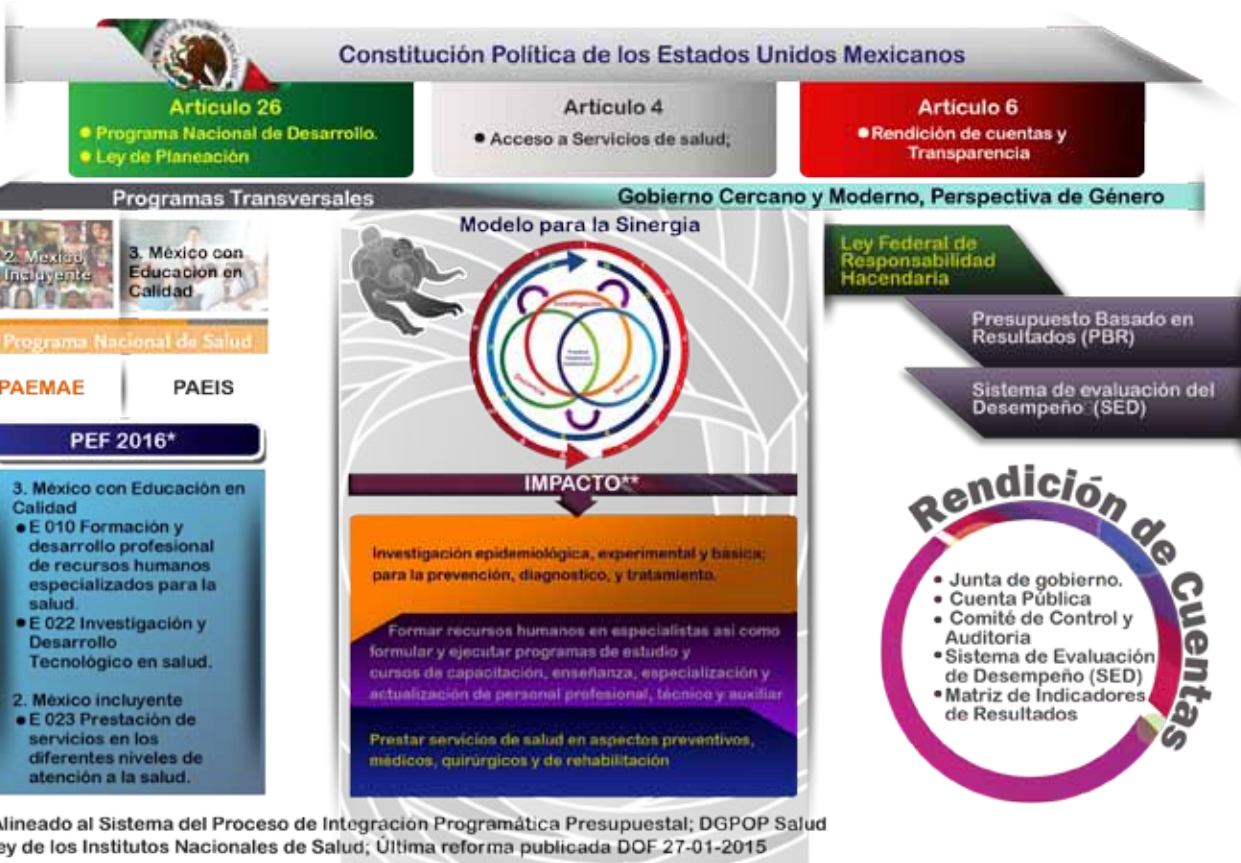 Constitución Política de los Estados Unidos Mexicanos
Artículo 26
Programa Nacional de Desarrollo.
Ley de Planeación
Artículo 4
Acceso a Servicios de salud;
Artículo 6
Rendición de cuentas y
Transparencia
Programas Transversales
Gobierno Cercano y Moderno, Perspectiva de Género
2. México
Incluyente
3. México con
Educacion en
Calidad
Programa Nacional de Salud
PAEMAE
PAEIS
PEF 2016*
3. México con Educación en
Calidad
E 010 Formación y
desarrollo profesional
de recursos humanos
especializados para la
salud.
E 022 Investigación y
Desarrollo
Tecnológico en salud.
2. México incluyente
E 023 Prestación de
servicios en los
diferentes niveles de
atención a la salud.
Modelo para la Sinergia
Investigación
Docencia
Servicio
IMPACTO**
Investigación epidemiológica, experimental y básica;
para la prevención, diagnostico, y tratamiento.
Formar recursos humanos en especialistas así como
formular y ejecutar programas de estudio y
cursos de capacitación, enseñanza, especialización y
actualización de personal profesional, técnico y auxiliar
Prestar servicios de salud en aspectos preventivos,
médicos, quirúrgicos y de rehabilitación
Ley Federal de
Responsabilidad
Hacendaria
Presupuesto Basado en
Resultados (PBR)
Sistema de evaluación del
Desempeño (SED)
Rendición de Cuentas
Junta de gobierno.
Cuenta Pública
Comité de Control y
Auditoria
Sistema de Evaluación
de Desempeño (SED)
Matriz de Indicadores
de Resultados
Alineado al Sistema del Proceso de Integración Programática Presupuestal; DGPOP Salud
ey de los Institutos Nacionales de Salud; Última reforma publicada DOF 27-01-2015